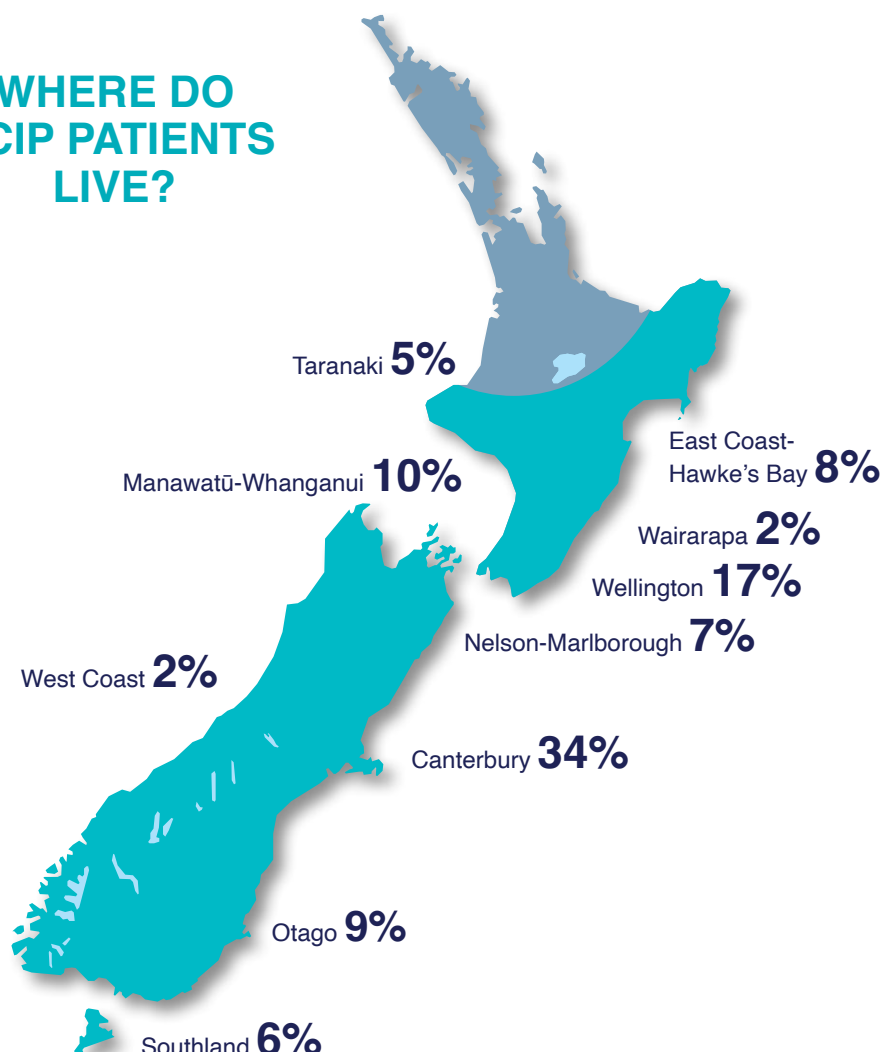 WHERE DO
CIP PATIENTS
LIVE?
Taranaki 5%
East Coast-
Hawke's Bay 8%
Manawatū-Whanganui 10%
Wairarapa 2%
Wellington 17%
Nelson-Marlborough 7%
West Coast 2%
Canterbury 34%
Otago 9%
Southland 6%